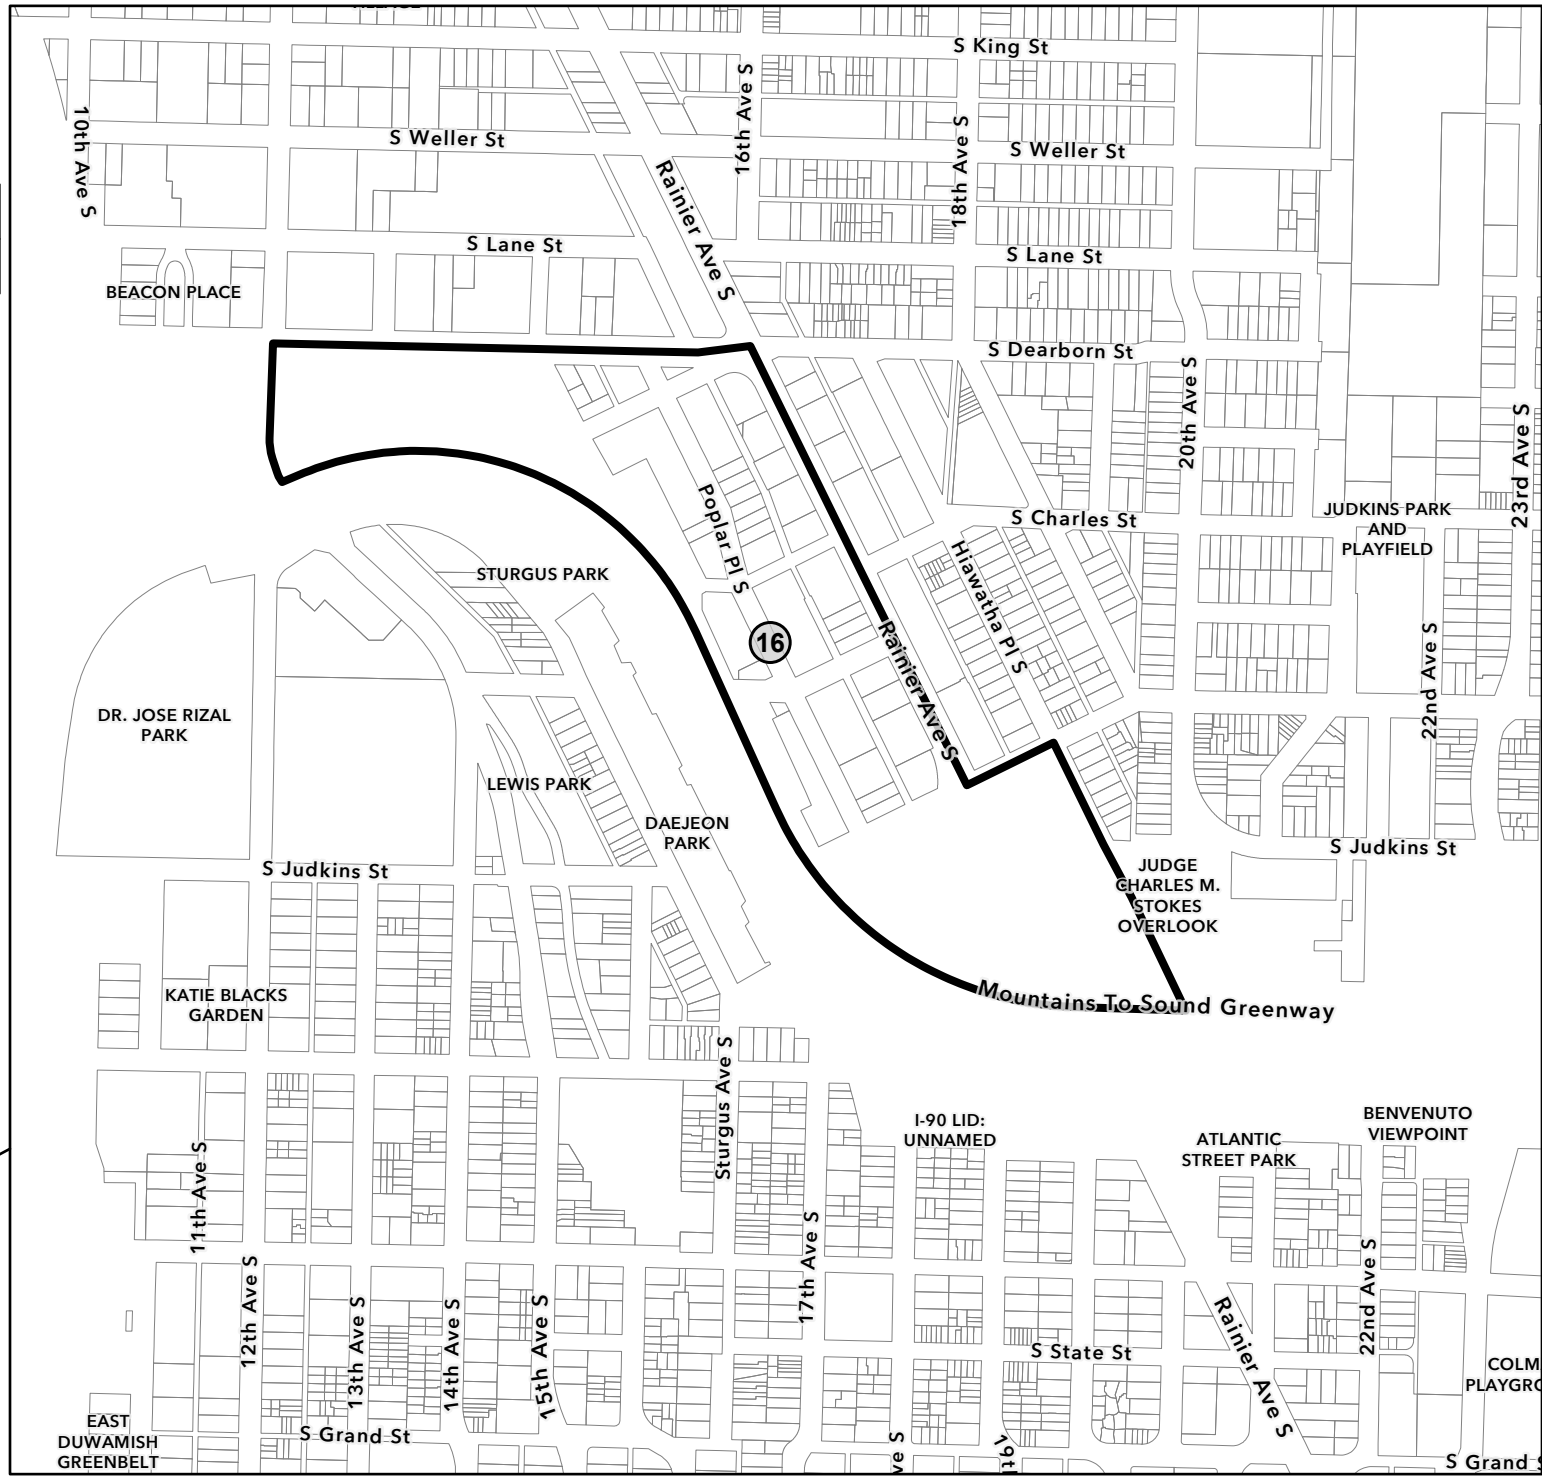 S King St
16th Ave S
10th Ave S
S Weller St
18th Ave S
S Weller St
Rainier Ave S
S Lane St
S Lane St
BEACON PLACE
S Dearborn St
20th Ave S
23rd Ave S
Poplar Pl S
S Charles St
JUDKINS PARK
AND
PLAYFIELD
Hiawatha Pl S
STURGUS PARK
16
Rainier Ave S
22nd Ave S
DR. JOSE RIZAL
PARK
LEWIS PARK
DAEJEON
PARK
S Judkins St
S Judkins St
JUDGE
CHARLES M.
STOKES
OVERLOOK
KATIE BLACKS
GARDEN
Mountains To Sound Greenway
Sturgus Ave S
I-90 LID:
UNNAMED
ATLANTIC
STREET PARK
BENVENUTO
VIEWPOINT
11th Ave S
17th Ave S
12th Ave S
13th Ave S
14th Ave S
15th Ave S
22nd Ave S
Rainier Ave S
S State St
COLM
PLAYGRO
EAST
DUWAMISH
GREENBELT
S Grand St
ve S
19t
S Grand S